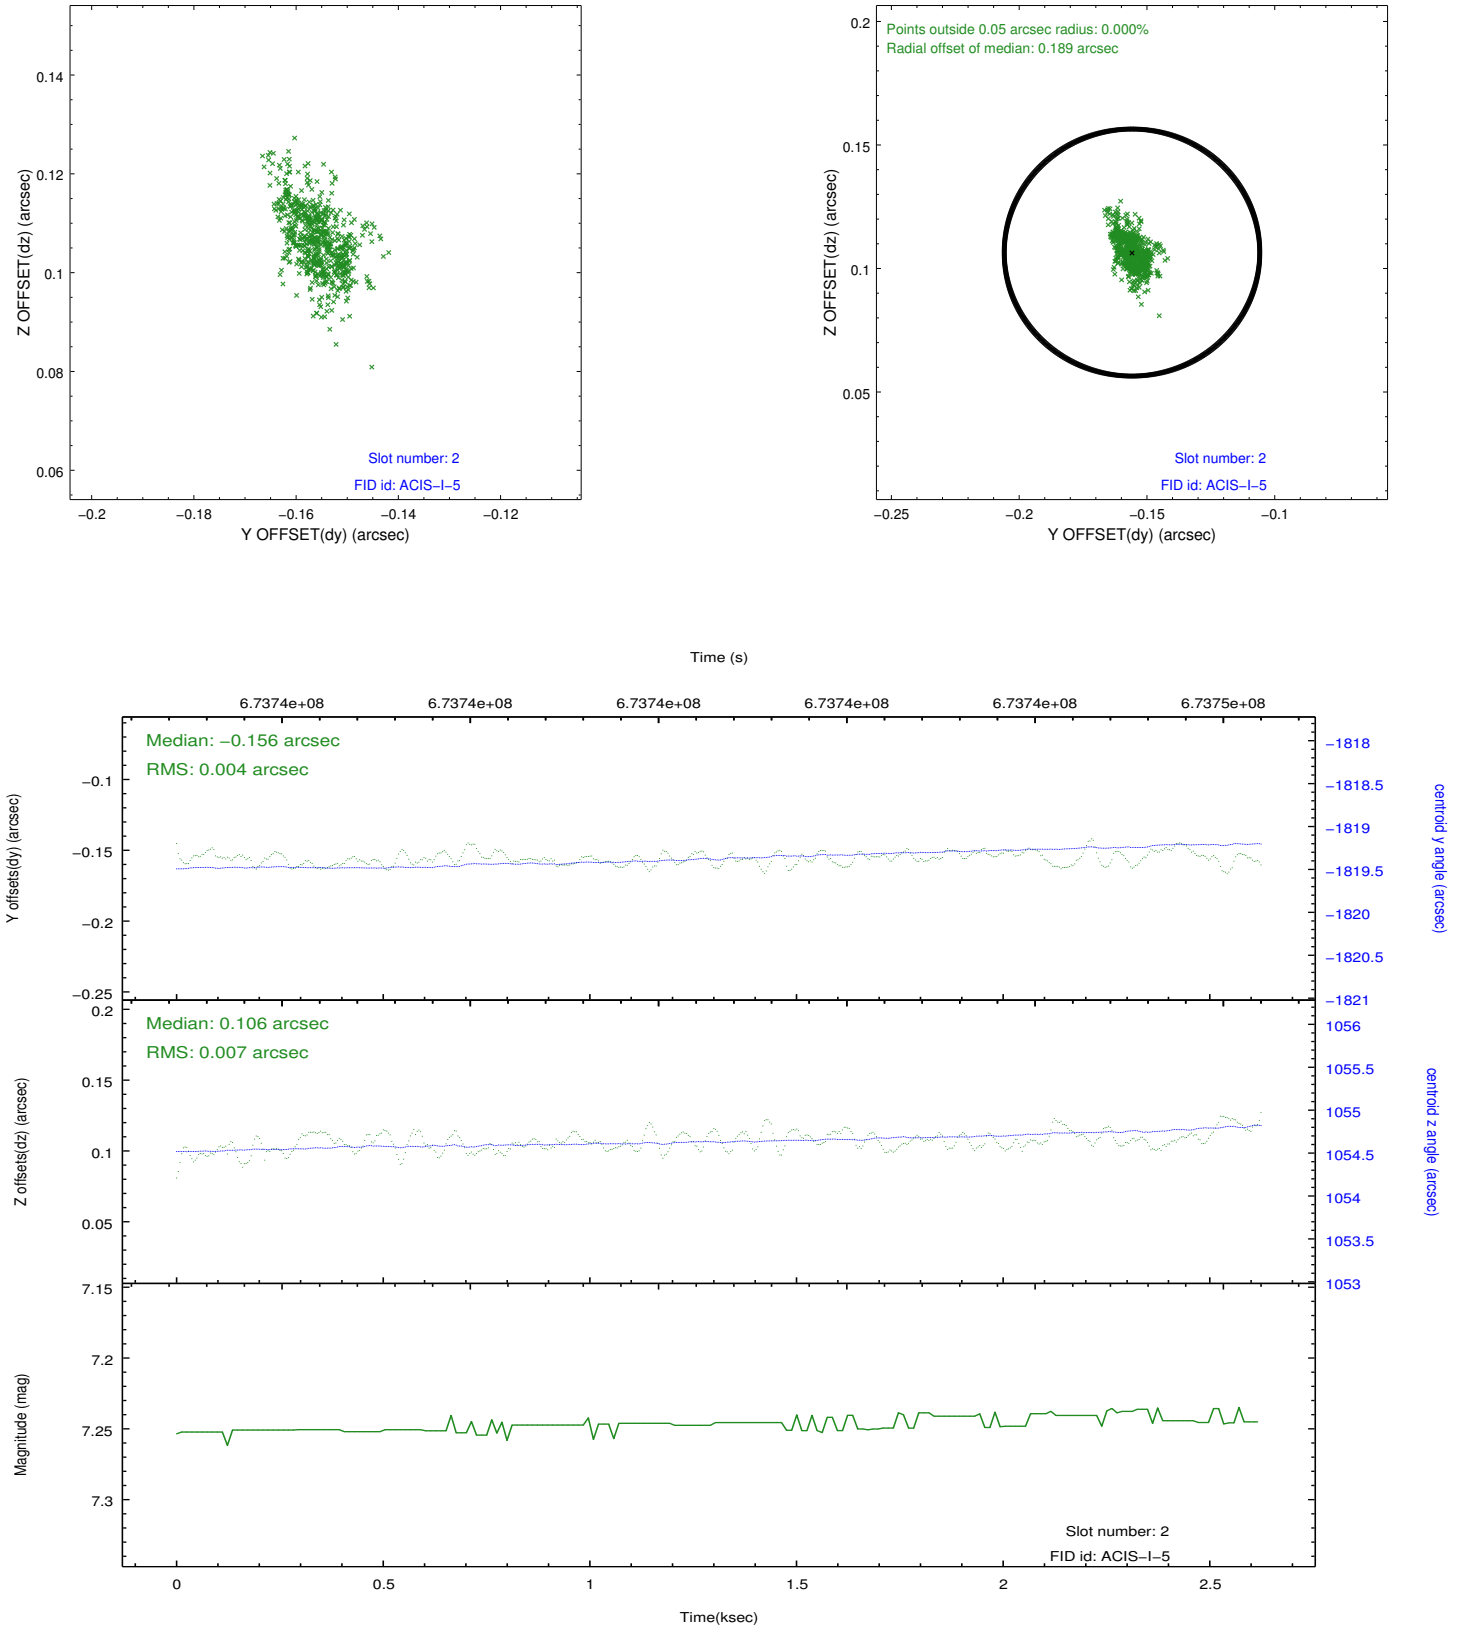 0.14
0.12
0.1
0.08
0.06
Z OFFSET(dz) (arcsec)
Slot number: 2
FID id: ACIS−I−5
−0.2
−0.18
−0.16
−0.14
−0.12
Y OFFSET(dy) (arcsec)
Points outside 0.05 arcsec radius: 0.000%
Radial offset of median: 0.189 arcsec
0.2
0.15
0.1
0.05
Z OFFSET(dz) (arcsec)
Slot number: 2
FID id: ACIS−I−5
−0.25
−0.2
−0.15
−0.1
Y OFFSET(dy) (arcsec)
Time (s)
6.7374e+08
6.7374e+08
6.7374e+08
6.7374e+08
6.7374e+08
6.7375e+08
Median: −0.156 arcsec
RMS: 0.004 arcsec
−0.1
−0.15
−0.2
−0.25
Y offsets(dy) (arcsec)
−1818
−1818.5
−1819
−1819.5
−1820
−1820.5
−1821
centroid y angle (arcsec)
Median: 0.106 arcsec
RMS: 0.007 arcsec
0.2
0.15
0.1
0.05
Z offsets(dz) (arcsec)
1056
1055.5
1055
1054.5
1054
1053.5
1053
centroid z angle (arcsec)
7.15
7.2
7.25
7.3
Magnitude (mag)
Slot number: 2
FID id: ACIS−I−5
0
0.5
1
1.5
2
2.5
Time(ksec)